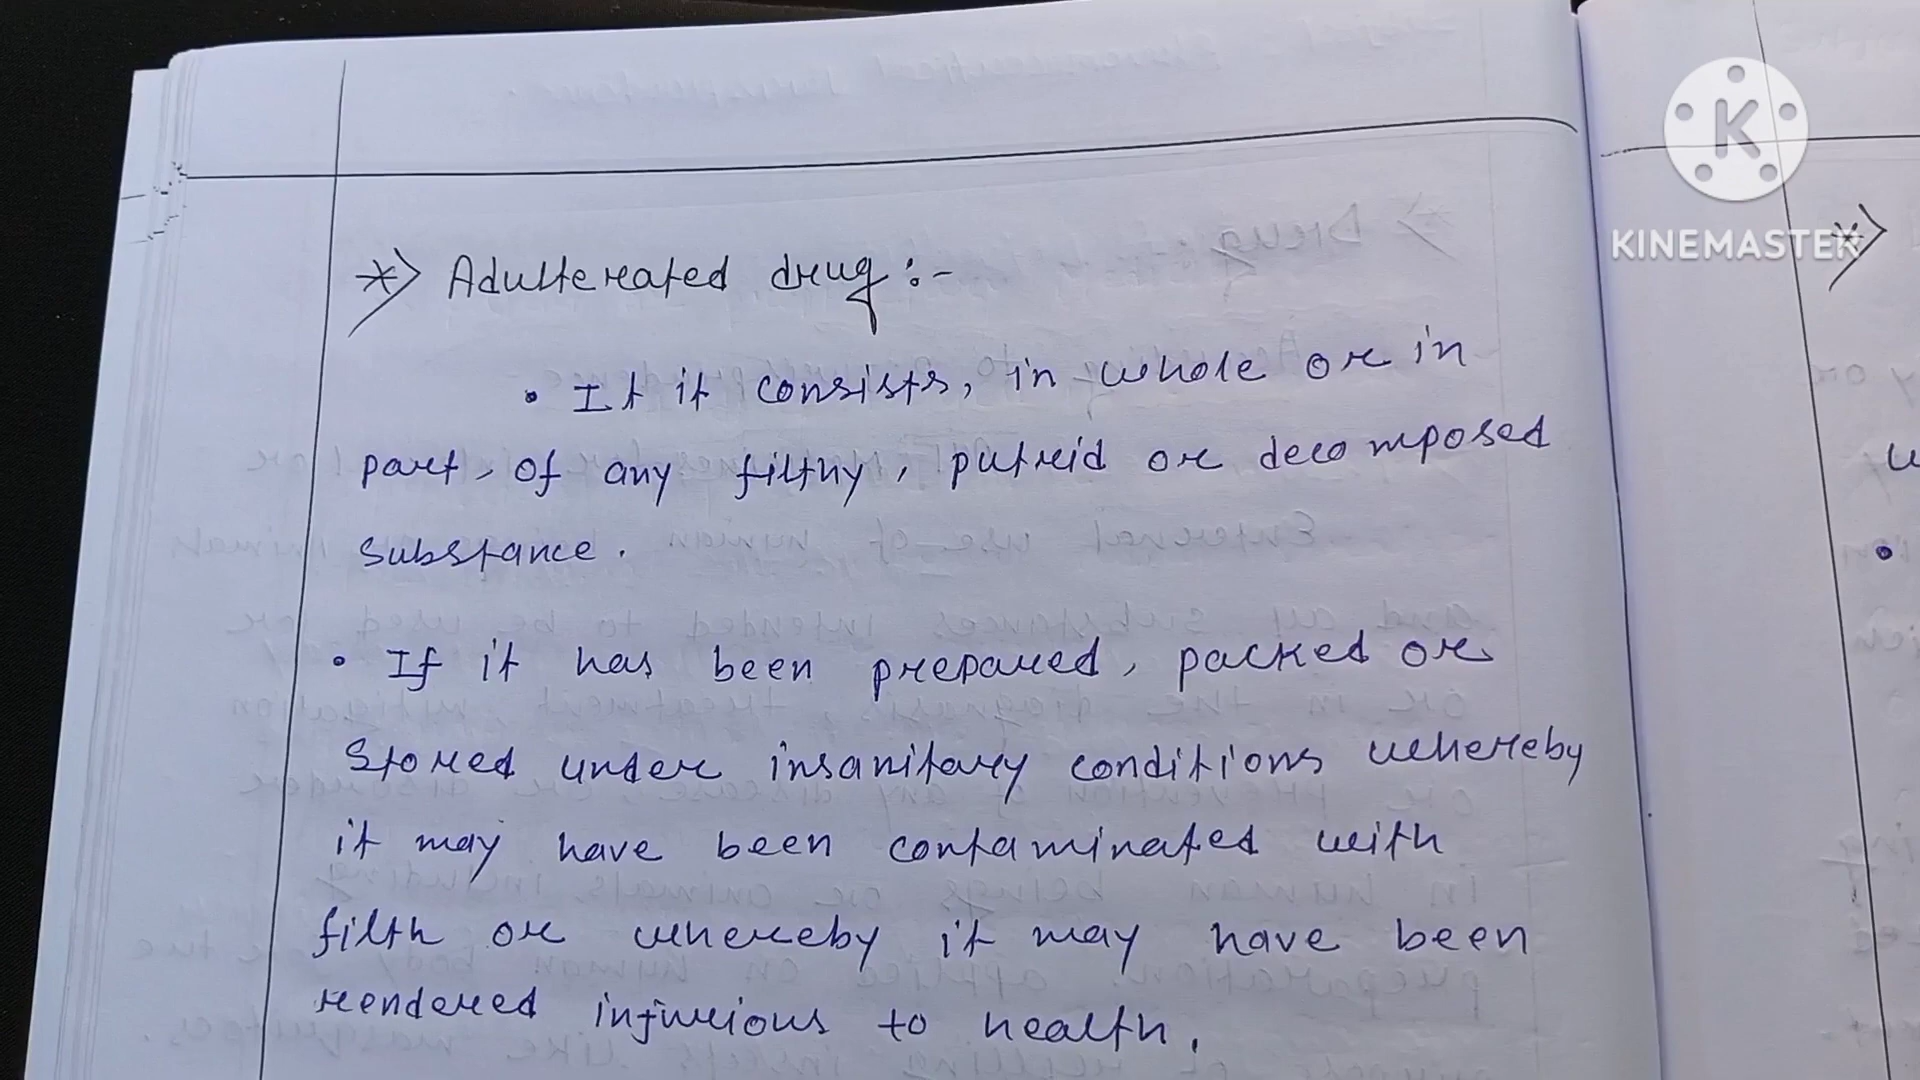 *> Adulterated drug :-
• If it consists, in whole or in
part, of any filthy, putrid or decomposed
substance.
• If it has been prepared, packed or
stored under insanitary conditions whereby
it may have been contaminated with
filth or whereby it may have been
rendered injurious to health.
K
KINEMASTER
*>